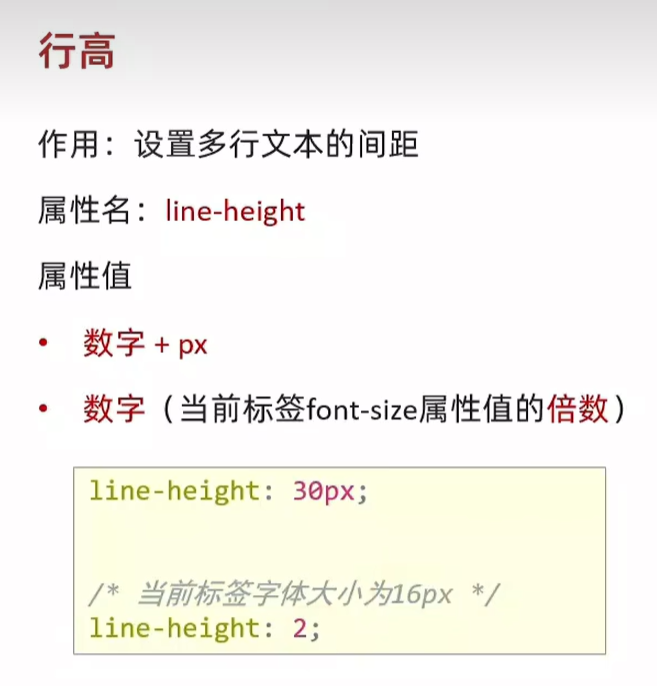 行高
作用：设置多行文本的间距
属性名：line-height
属性值
• 数字 + px
• 数字（当前标签font-size属性值的倍数）
line-height: 30px;
/* 当前标签字体大小为16px */
line-height: 2;